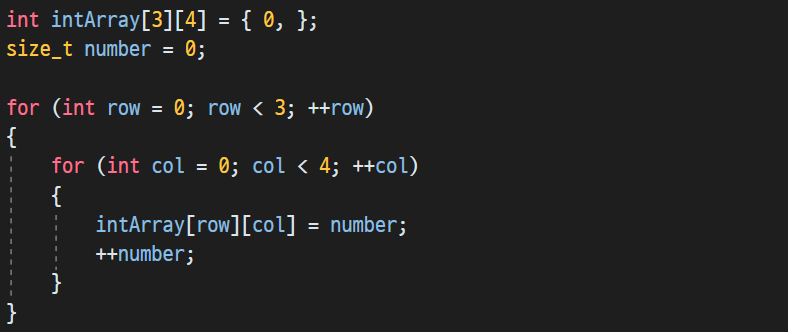 int intArray[3][4] = { 0, };
size_t number = 0;
for (int row = 0; row < 3; ++row)
{
for (int col = 0; col < 4; ++col)
{
intArray[row][col] = number;
++number;
}
}